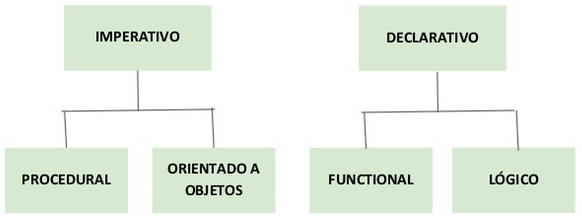 IMPERATIVO
DECLARATIVO
PROCEDURAL
ORIENTADO A
OBJETOS
FUNCTIONAL
LÓGICO